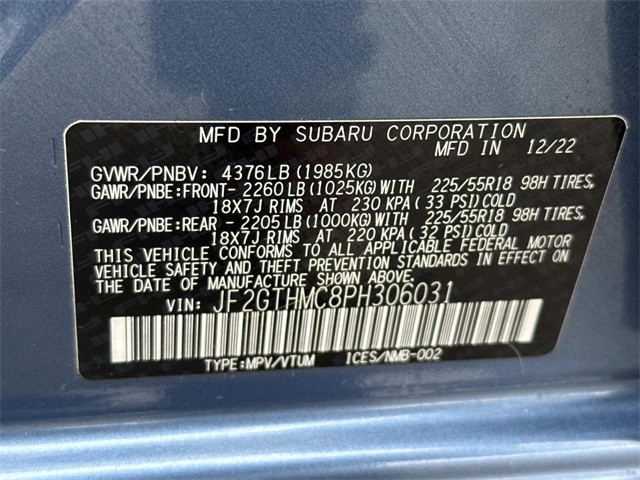 MFD BY SUBARU CORPORATION
MFD IN 12/22
GVWR/PNBV: 4376LB(1985KG)
GAWR/PNBE:FRONT- 2260LB(1025KG)WITH 225/55R18 98H TIRES,
18X7J RIMS AT 230 KPA(33 PSI)COLD
GAWR/PNBE:REAR - 2205LB(1000KG)WITH 225/55R18 98H TIRES,
18X7J RIMS AT 220 KPA(32 PSI)COLD
THIS VEHICLE CONFORMS TO ALL APPLICABLE FEDERAL MOTOR
VEHICLE SAFETY AND THEFT PREVENTION STANDARDS IN EFFECT ON
THE DATE OF MANUFACTURE SHOWN ABOVE.
VIN: JF2GTHMC8PH306031
TYPE:MPV/VTUM ICES/NMB-002